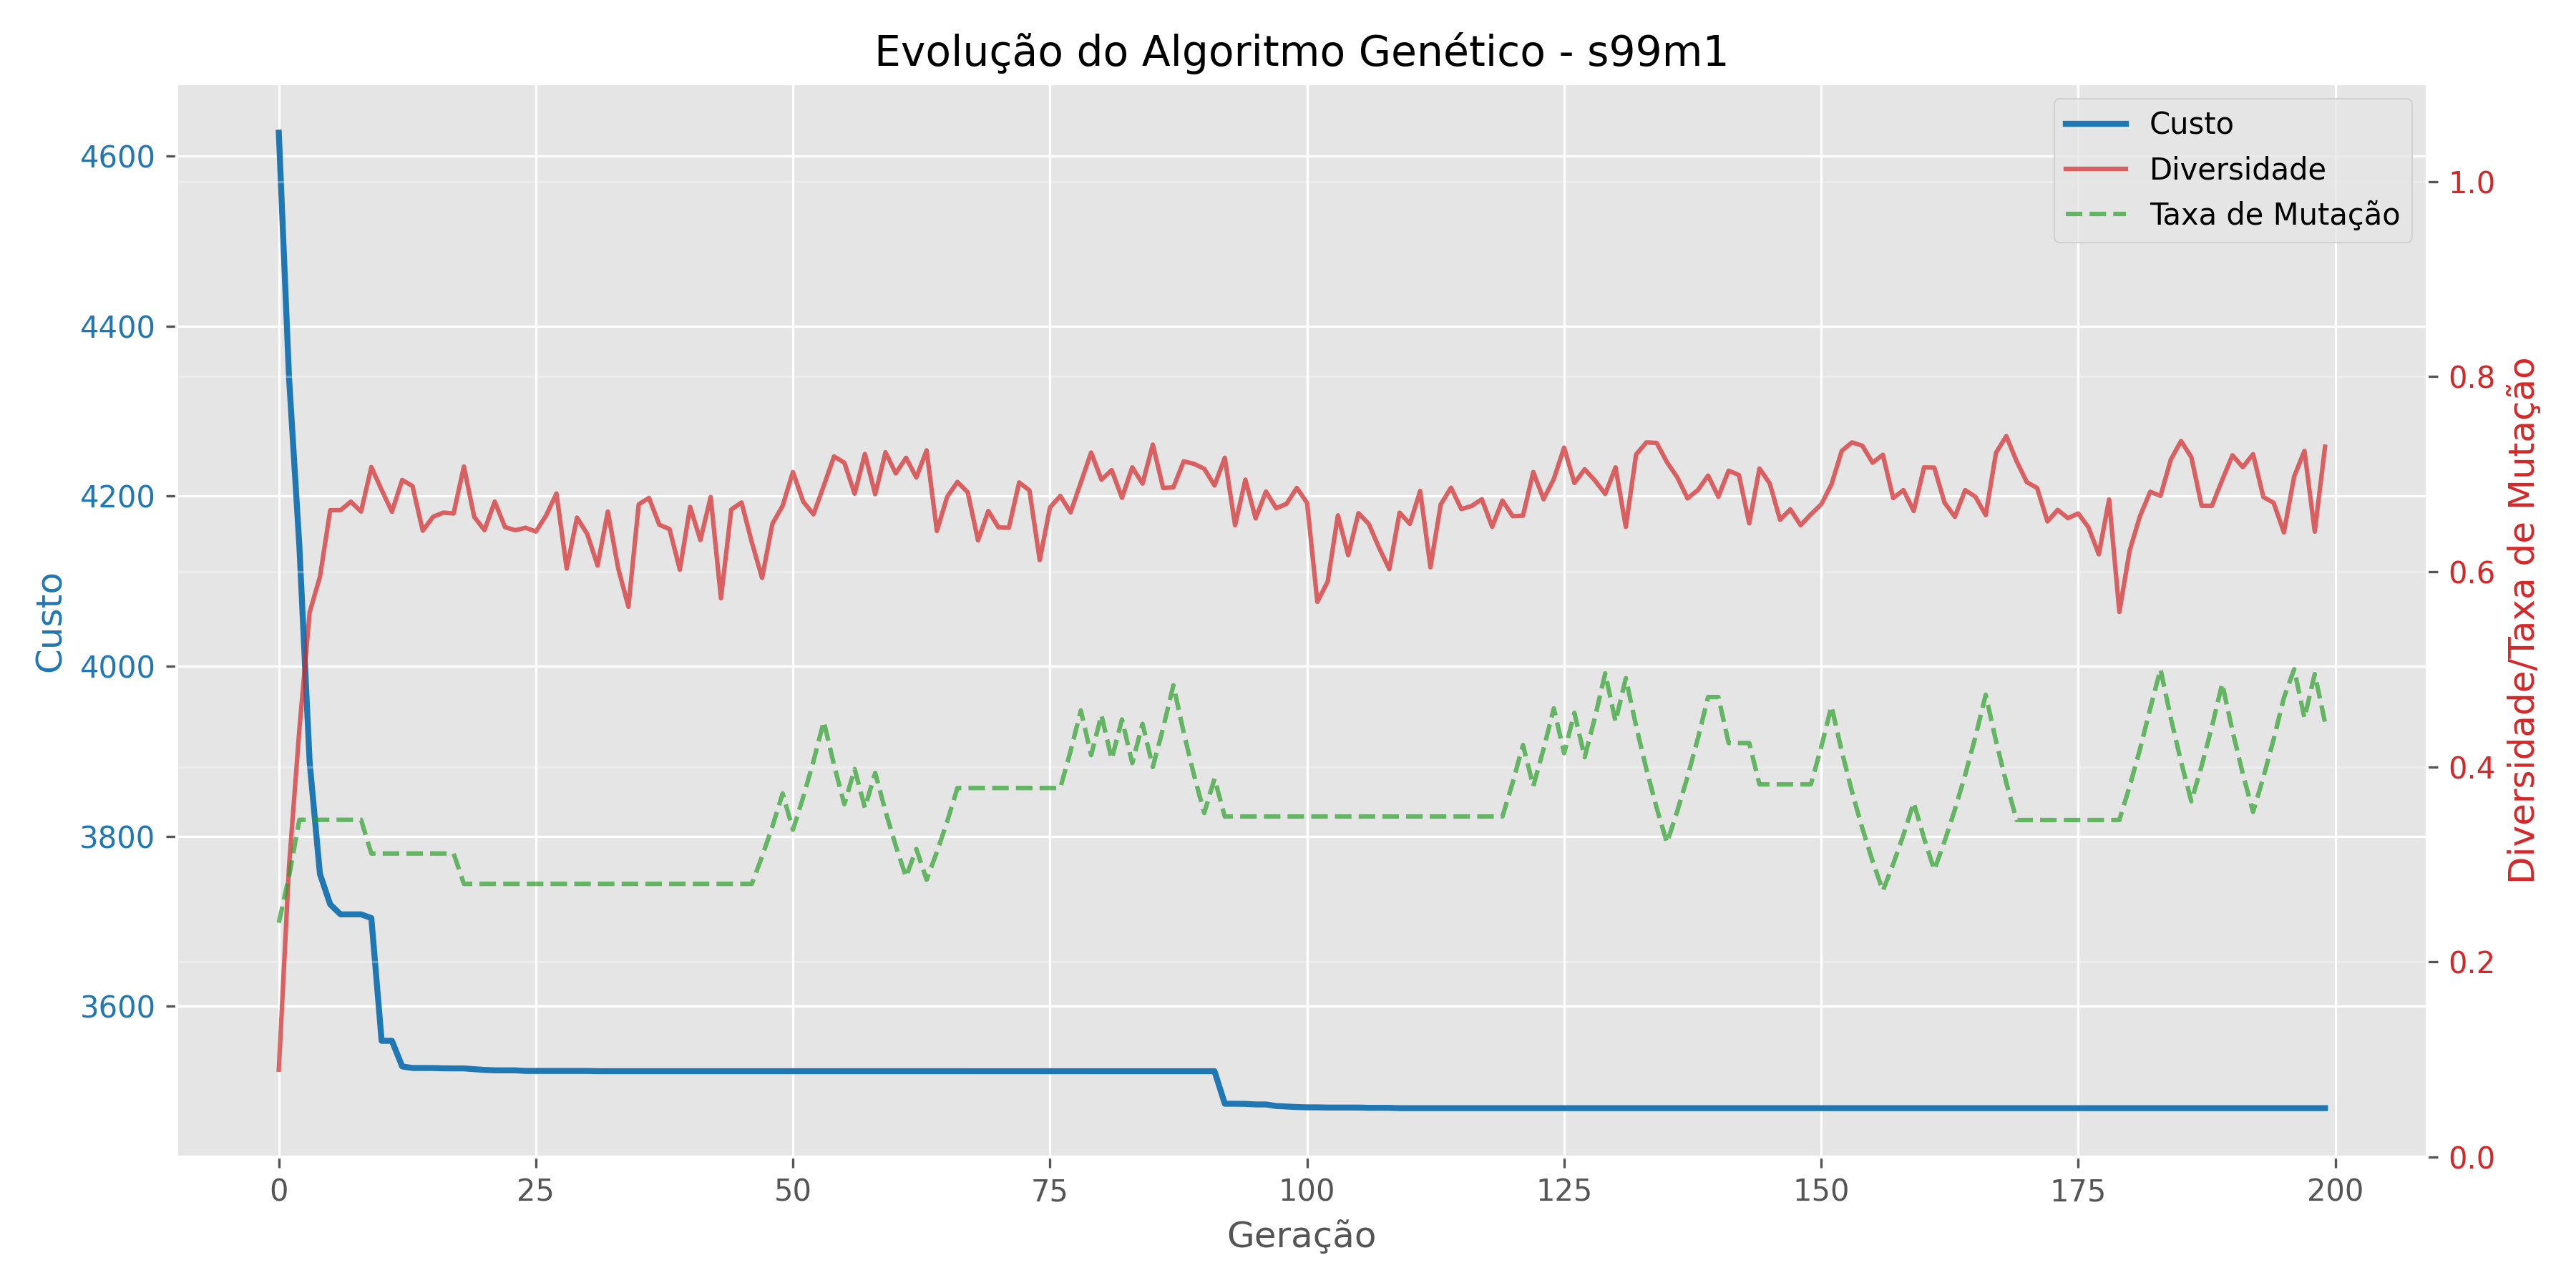 Evolução do Algoritmo Genético - s99m1
Custo
Diversidade
Taxa de Mutação
4600
4400
4200
4000
3800
3600
Custo
1.0
0.8
0.6
0.4
0.2
0.0
Diversidade/Taxa de Mutação
0 25 50 75 100 125 150 175 200
Geração